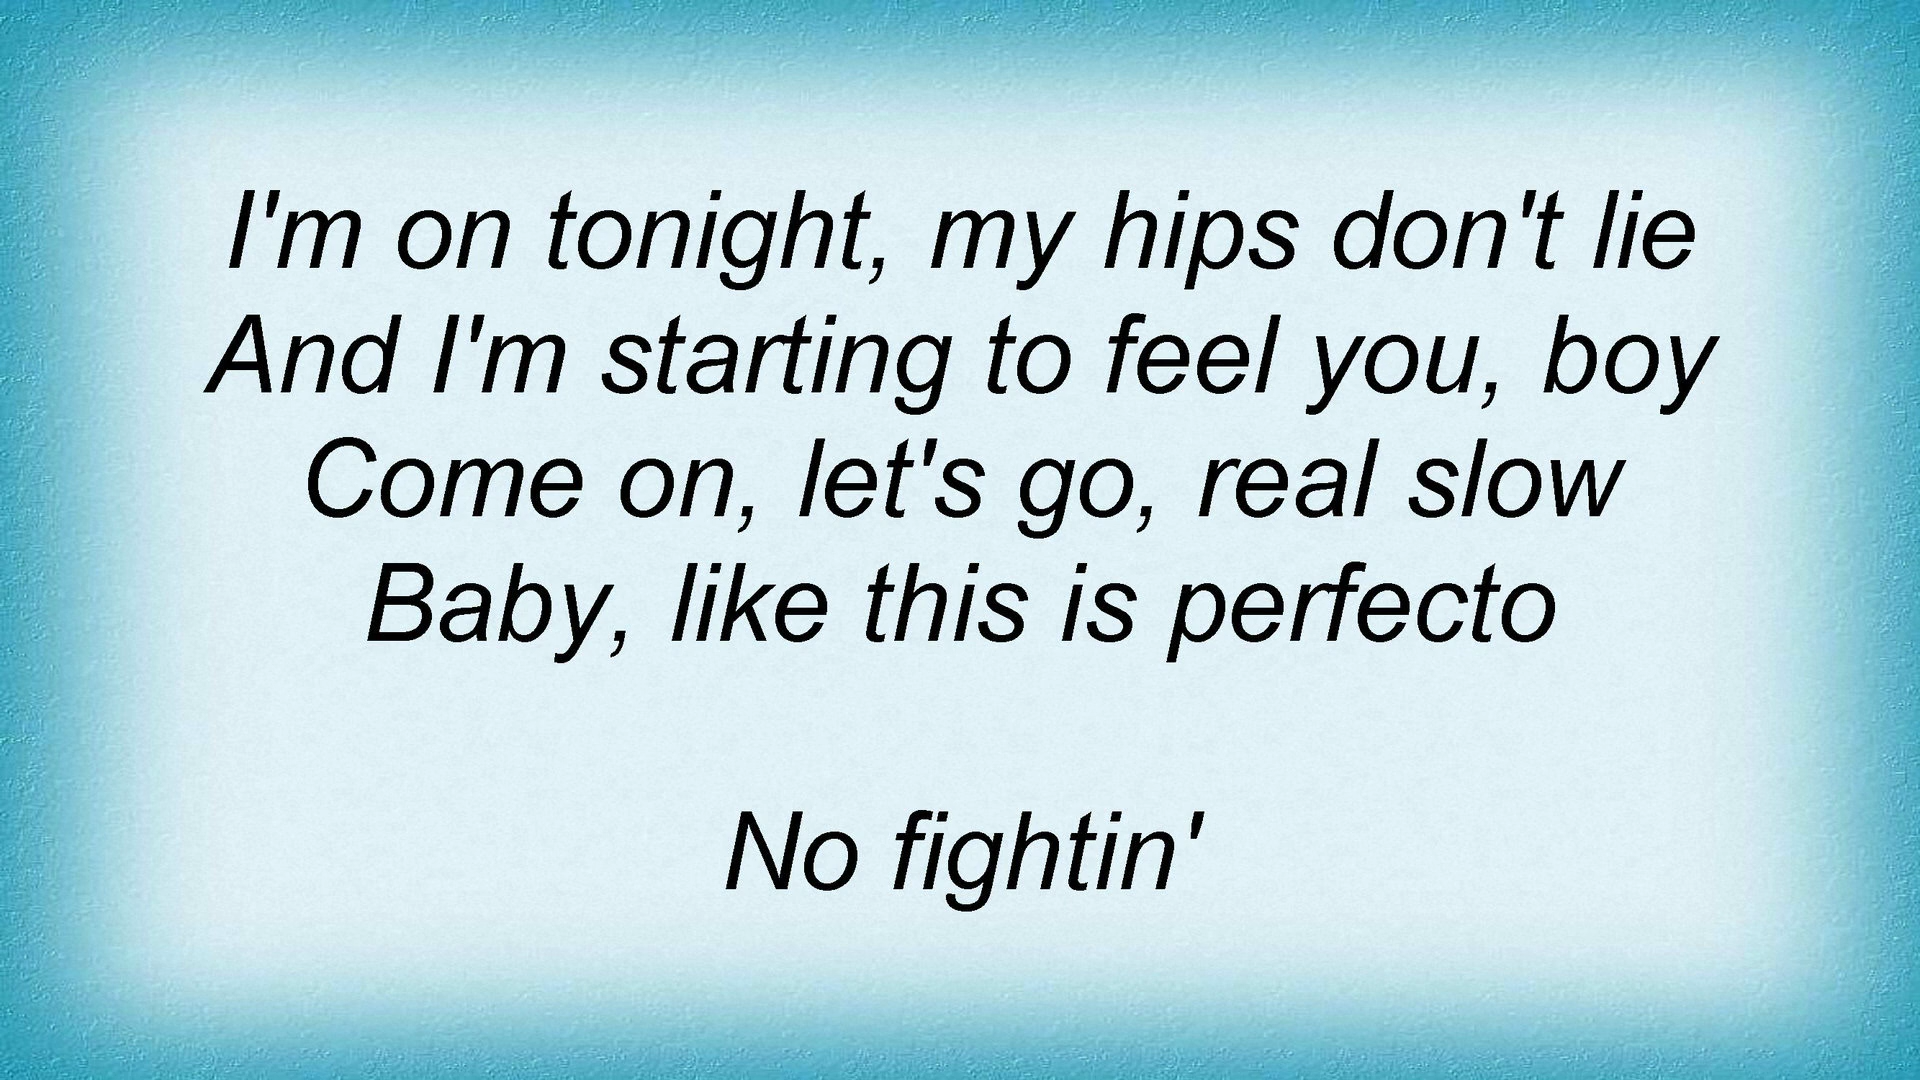 I'm on tonight, my hips don't lie
And I'm starting to feel you, boy
Come on, let's go, real slow
Baby, like this is perfecto
No fightin'